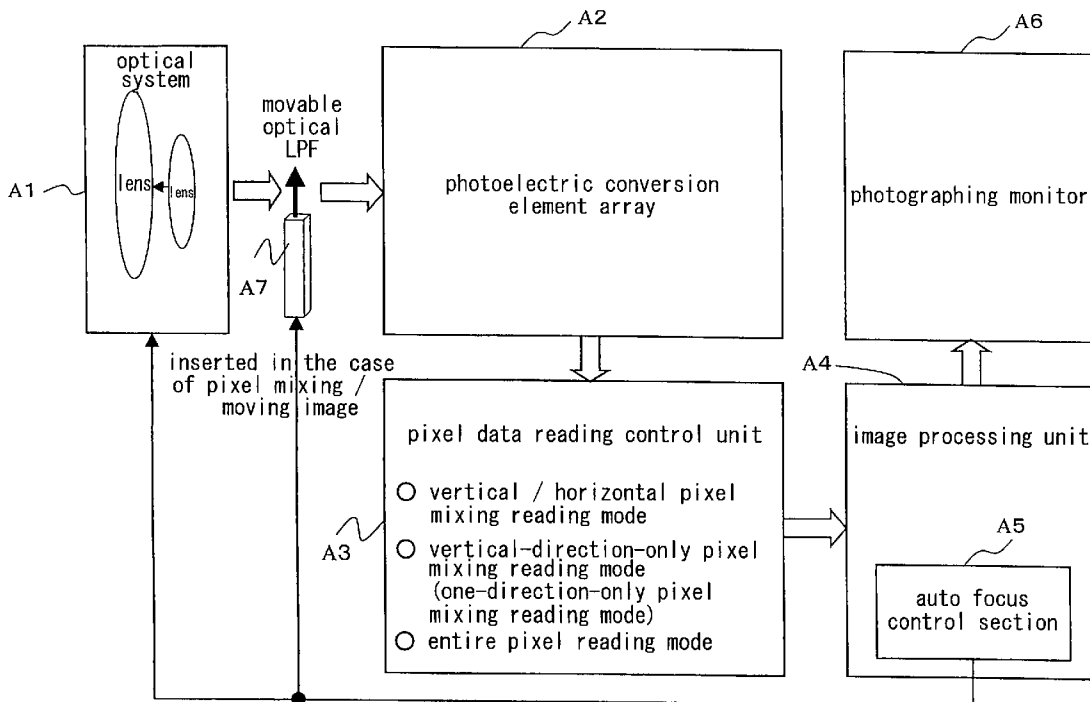 A1
optical
system
lens
lens
movable
optical
LPF
A7
inserted in the case
of pixel mixing /
moving image
A2
photoelectric conversion
element array
A6
photographing monitor
A3
pixel data reading control unit
○ vertical / horizontal pixel
mixing reading mode
○ vertical-direction-only pixel
mixing reading mode
(one-direction-only pixel
mixing reading mode)
○ entire pixel reading mode
A4
image processing unit
A5
auto focus
control section